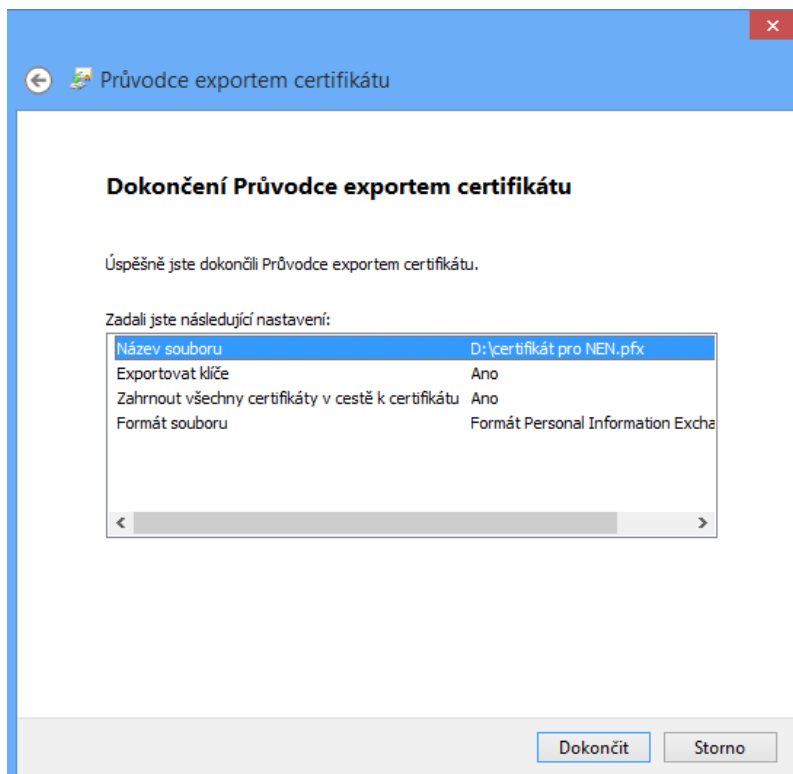 Průvodce exportem certifikátu
Dokončení Průvodce exportem certifikátu
Úspěšně jste dokončili Průvodce exportem certifikátu.
Zadali jste následující nastavení:
Název souboru D:\certifikát pro NEN.pfx
Exportovat klíče Ano
Zahrnout všechny certifikáty v cestě k certifikátu Ano
Formát souboru Formát Personal Information Excha
Dokončit Storno